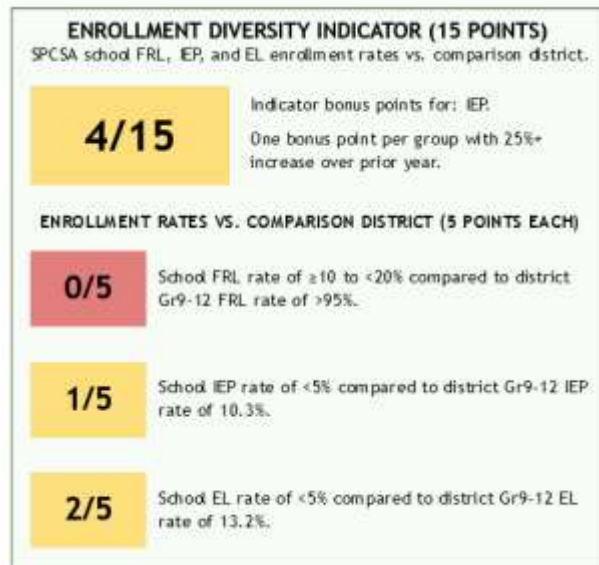 ENROLLMENT DIVERSITY INDICATOR (15 POINTS)
SPCSA school FRL, IEP, and EL enrollment rates vs. comparison district.
4/15
Indicator bonus points for: IEP.
One bonus point per group with 25%+
increase over prior year.
ENROLLMENT RATES VS. COMPARISON DISTRICT (5 POINTS EACH)
0/5
School FRL rate of ≥10 to <20% compared to district
Gr9-12 FRL rate of >95%.
1/5
School IEP rate of <5% compared to district Gr9-12 IEP
rate of 10.3%.
2/5
School EL rate of <5% compared to district Gr9-12 EL
rate of 13.2%.